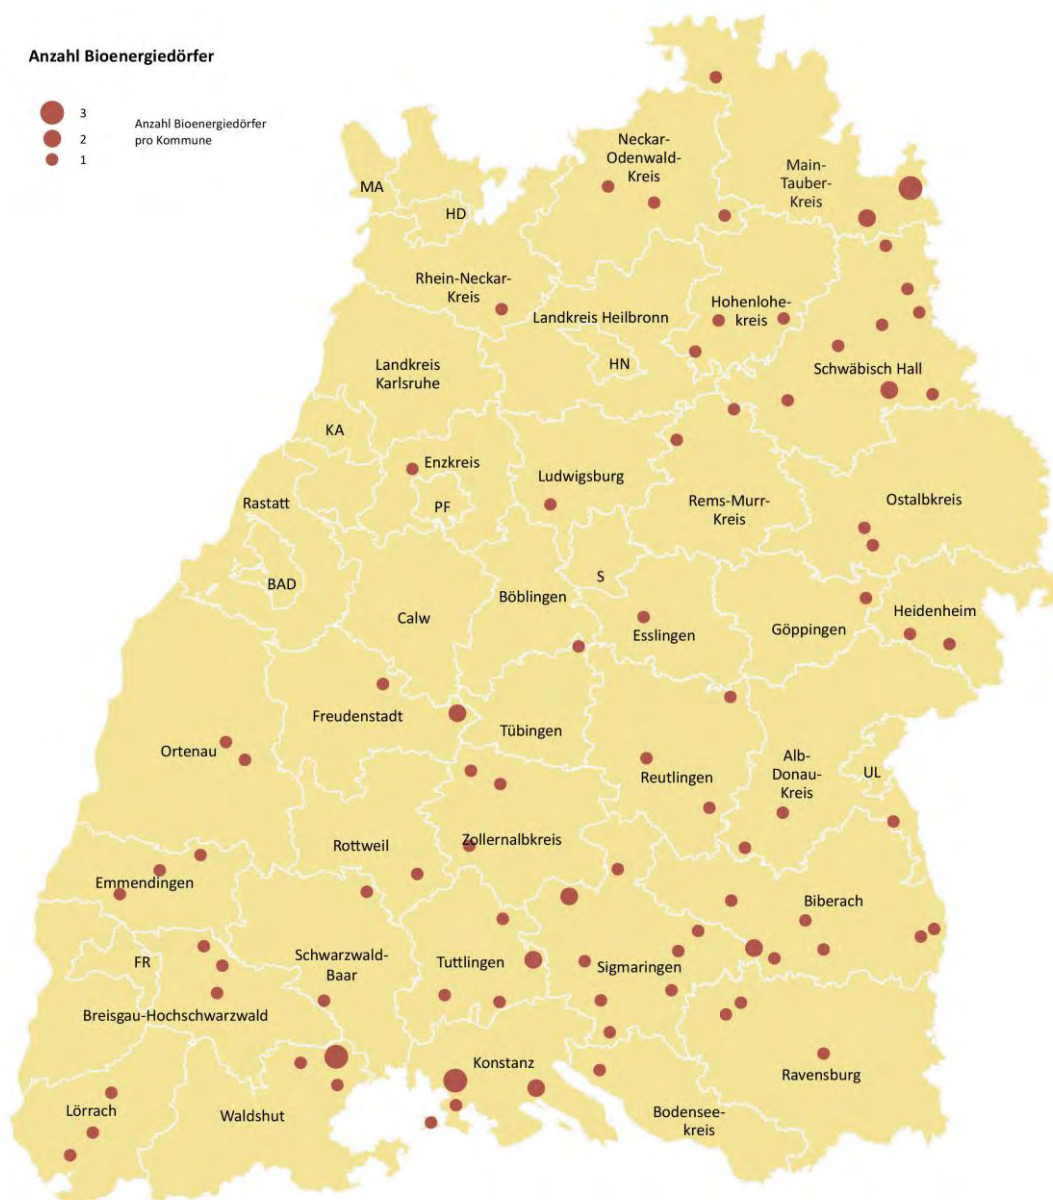 Anzahl Bioenergiedörfer
3
2
1
Anzahl Bioenergiedörfer
pro Kommune
Neckar-
Odenwald-
Kreis
Main-
Tauber-
Kreis
MA
HD
Rhein-Neckar-
Kreis
Landkreis Heilbronn
Hohenlohe-
kreis
HN
Schwäbisch Hall
Landkreis
Karlsruhe
KA
Enzkreis
PF
Ludwigsburg
Rems-Murr-
Kreis
Ostalbkreis
Rastatt
BAD
Calw
Böblingen
S
Esslingen
Göppingen
Heidenheim
Freudenstadt
Tübingen
Ortenau
Reutlingen
Alb-
Donau-
Kreis
UL
Rottweil
Zollernalbkreis
Emmendingen
Biberach
FR
Schwarzwald-
Baar
Tuttlingen
Sigmaringen
Breisgau-Hochschwarzwald
Konstanz
Ravensburg
Lörrach
Waldshut
Bodensee-
kreis